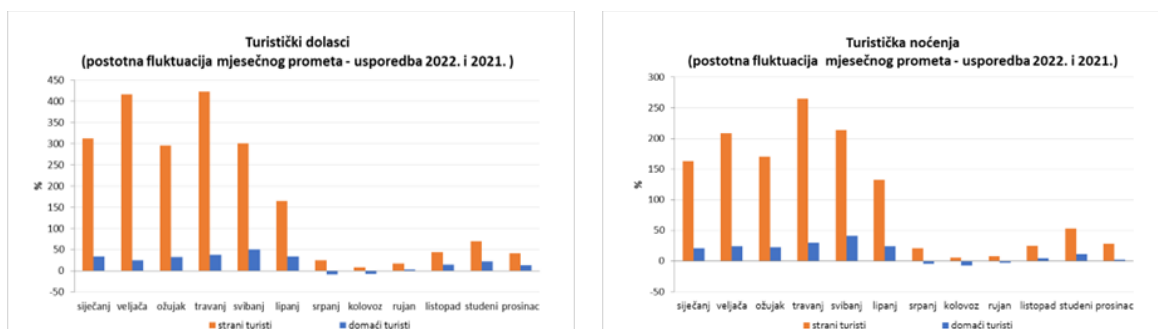 Turistički dolasci
(postotna fluktuacija mjesečnog prometa - usporedba 2022. i 2021. )
450
400
350
300
250
200
150
100
50
0
-50
%
siječanj veljača ožujak travanj svibanj lipanj srpanj kolovoz rujan listopad studeni prosinac
strani turisti domaći turisti
Turistička noćenja
(postotna fluktuacija mjesečnog prometa - usporedba 2022. i 2021.)
300
250
200
150
100
50
0
-50
%
siječanj veljača ožujak travanj svibanj lipanj srpanj kolovoz rujan listopad studeni prosinac
strani turisti domaći turisti